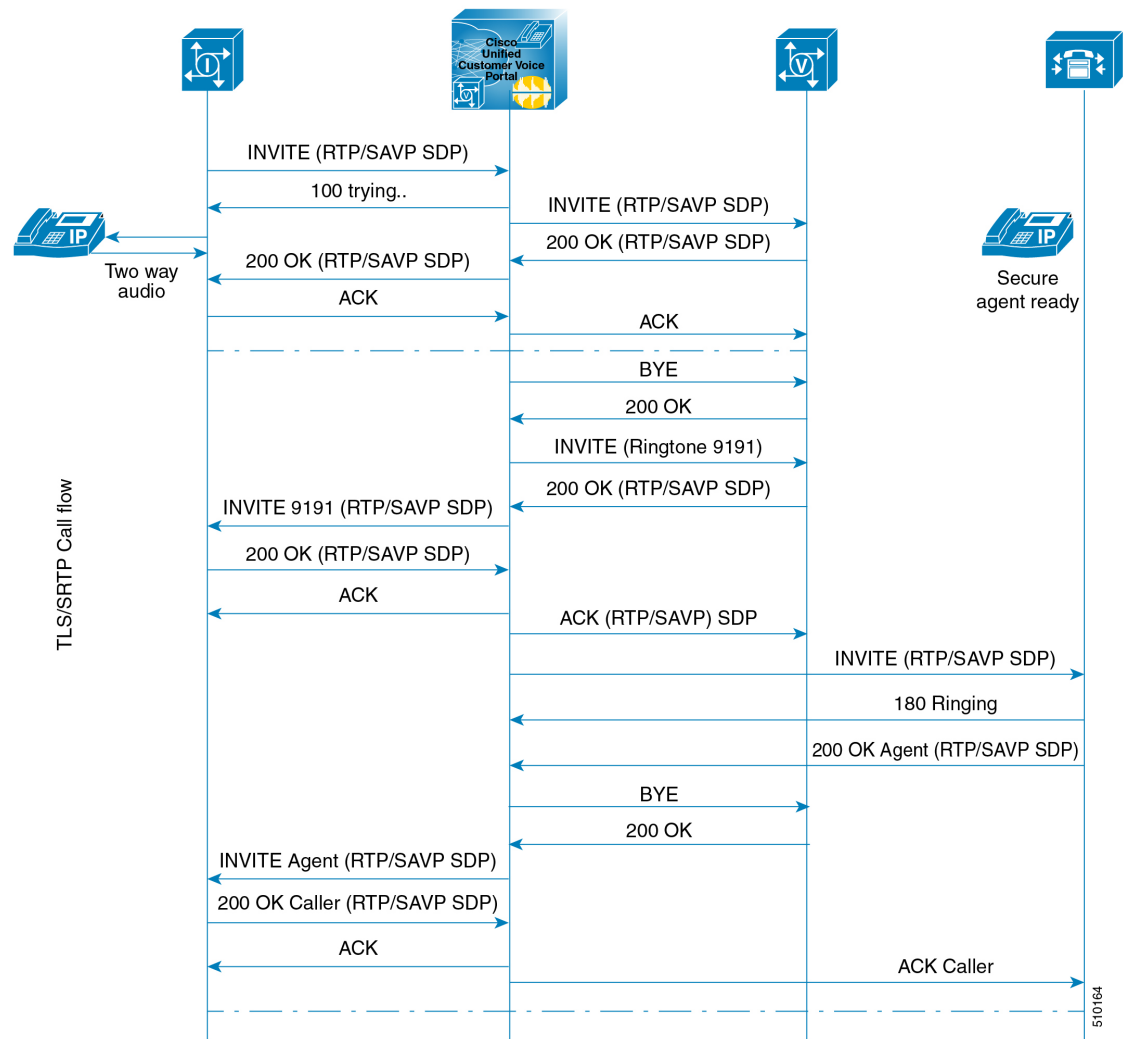 Cisco
Unified
Customer Voice
Portal
I
V
V
INVITE (RTP/SAVP SDP)
100 trying..
INVITE (RTP/SAVP SDP)
IP
IP
200 OK (RTP/SAVP SDP)
200 OK (RTP/SAVP SDP)
Two way
audio
Secure
agent ready
ACK
ACK
BYE
200 OK
INVITE (Ringtone 9191)
200 OK (RTP/SAVP SDP)
INVITE 9191 (RTP/SAVP SDP)
200 OK (RTP/SAVP SDP)
TLS/SRTP Call flow
ACK
ACK (RTP/SAVP) SDP
INVITE (RTP/SAVP SDP)
180 Ringing
200 OK Agent (RTP/SAVP SDP)
BYE
200 OK
INVITE Agent (RTP/SAVP SDP)
200 OK Caller (RTP/SAVP SDP)
ACK
ACK Caller
510164